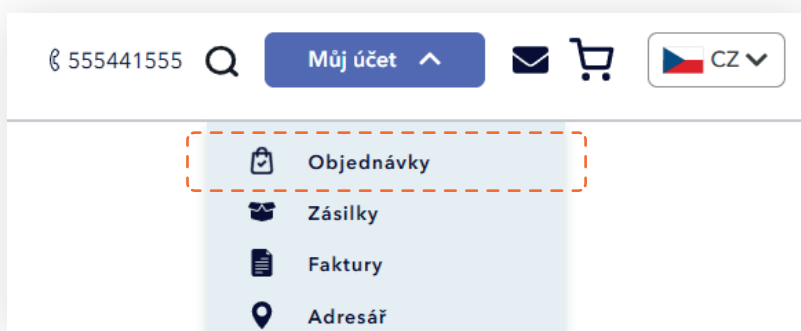 555441555 Můj účet CZ
Objednávky
Zásilky
Faktury
Adresář